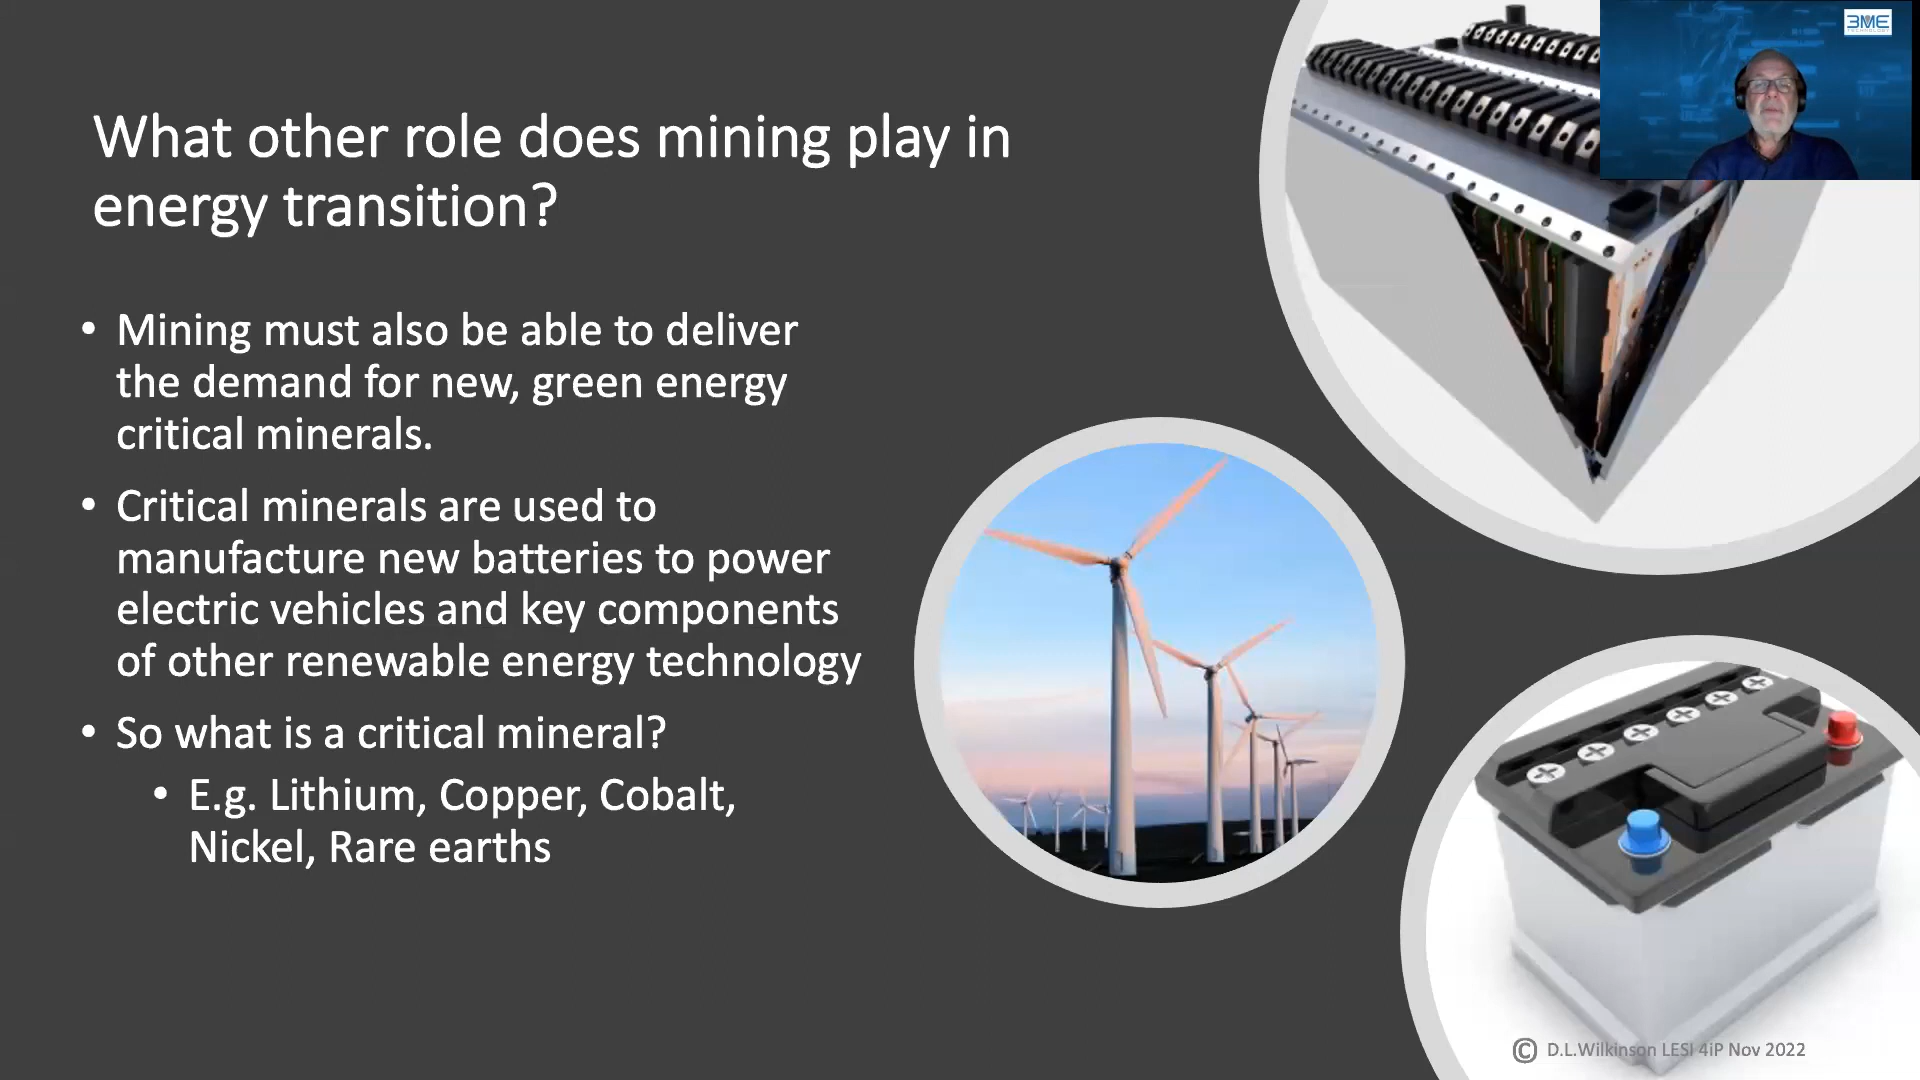 3ME
TECHNOLOGY
What other role does mining play in
energy transition?
• Mining must also be able to deliver
the demand for new, green energy
critical minerals.
• Critical minerals are used to
manufacture new batteries to power
electric vehicles and key components
of other renewable energy technology
• So what is a critical mineral?
• E.g. Lithium, Copper, Cobalt,
Nickel, Rare earths
© D.L.Wilkinson LESI 4iP Nov 2022